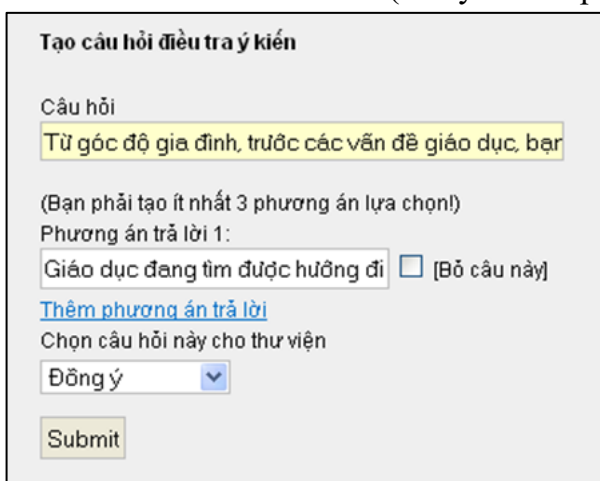 Tạo câu hỏi điều tra ý kiến
Câu hỏi
Từ góc độ gia đình, trước các vấn đề giáo dục, bạn
(Bạn phải tạo ít nhất 3 phương án lựa chọn!)
Phương án trả lời 1:
Giáo dục đang tìm được hướng đi [Bỏ câu này]
Thêm phương án trả lời
Chọn câu hỏi này cho thư viện
Đồng ý
Submit